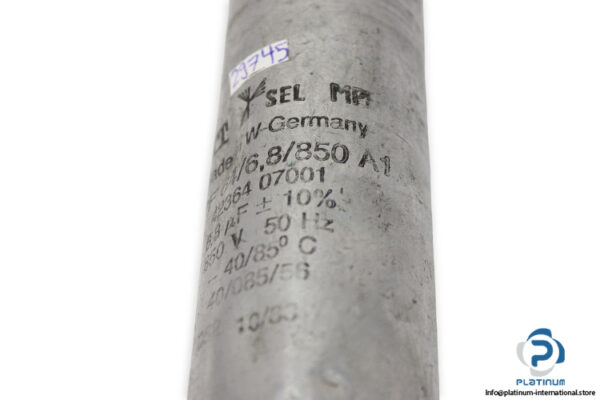 29745
SEL MP
W-Germany
/6,8/850 A1
42364 07001
µF ± 10%
V 50 Hz
- 40/85° C
40/085/56
10/83
PLATINUM
info@platinum-international.store